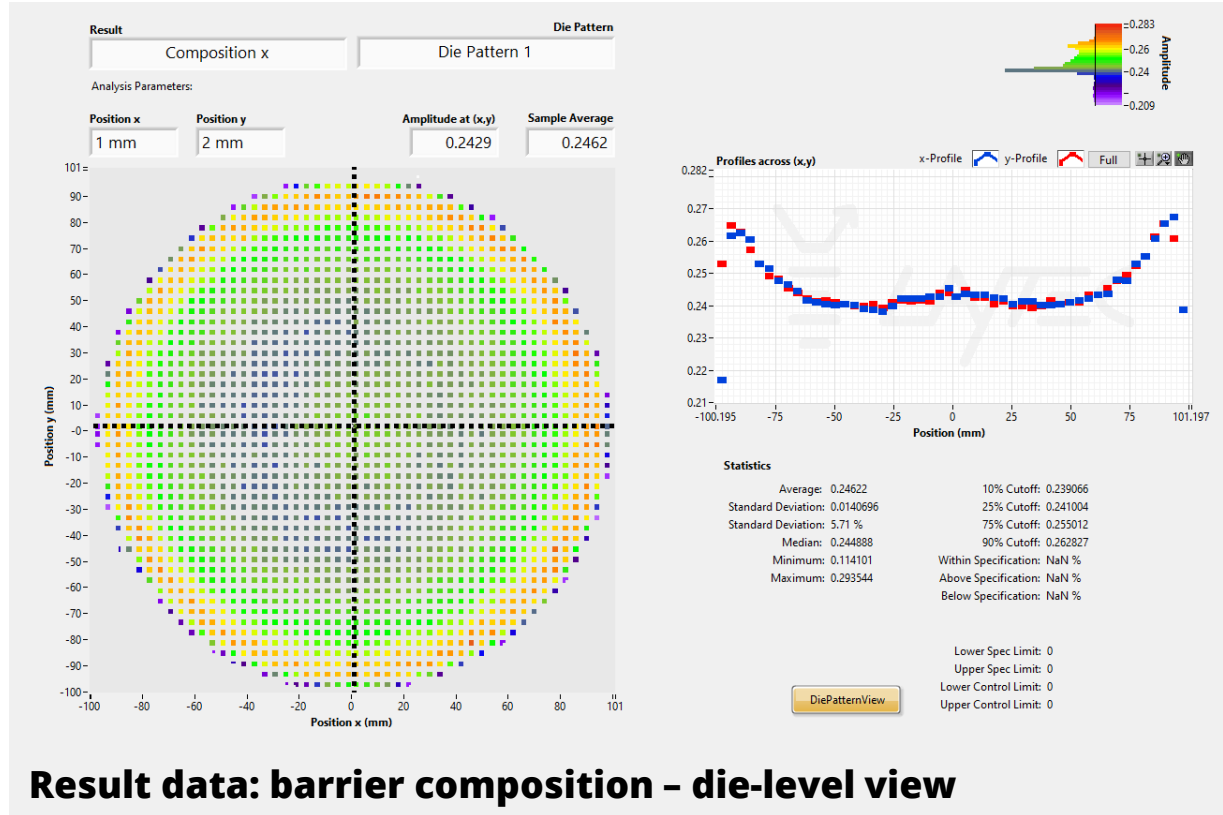 Result
Die Pattern
Composition x
Die Pattern 1
Analysis Parameters:
Position x
Position y
Amplitude at (x,y)
Sample Average
1 mm
2 mm
0.2429
0.2462
0.283
0.26
0.24
0.209
Amplitude
101
90
80
70
60
50
40
30
20
10
-0
-10
-20
-30
-40
-50
-60
-70
-80
-90
-100
Position y (mm)
-100 -80 -60 -40 -20 0 20 40 60 80 101
Position x (mm)
Profiles across (x,y)
x-Profile
y-Profile
Full
0.282
0.27
0.26
0.25
0.24
0.23
0.22
0.21
-100.195 -75 -50 -25 0 25 50 75 101.197
Position (mm)
Statistics
Average: 0.24622
Standard Deviation: 0.0140696
Standard Deviation: 5.71 %
Median: 0.244888
Minimum: 0.114101
Maximum: 0.293544
10% Cutoff: 0.239066
25% Cutoff: 0.241004
75% Cutoff: 0.255012
90% Cutoff: 0.262827
Within Specification: NaN %
Above Specification: NaN %
Below Specification: NaN %
Lower Spec Limit: 0
Upper Spec Limit: 0
Lower Control Limit: 0
Upper Control Limit: 0
DiePatternView
Result data: barrier composition – die-level view